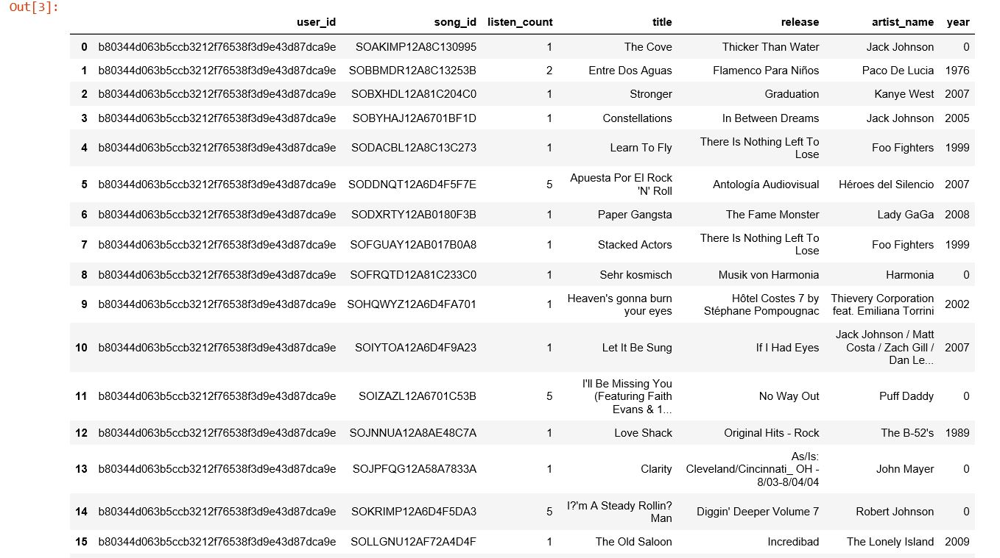 Out[3]:
user_id song_id listen_count title release artist_name year
0 b80344d063b5ccb3212f76538f3d9e43d87dca9e SOAKIMP12A8C130995 1 The Cove Thicker Than Water Jack Johnson 0
1 b80344d063b5ccb3212f76538f3d9e43d87dca9e SOBBMDR12A8C13253B 2 Entre Dos Aguas Flamenco Para Niños Paco De Lucia 1976
2 b80344d063b5ccb3212f76538f3d9e43d87dca9e SOBXHDL12A81C204C0 1 Stronger Graduation Kanye West 2007
3 b80344d063b5ccb3212f76538f3d9e43d87dca9e SOBYHAJ12A6701BF1D 1 Constellations In Between Dreams Jack Johnson 2005
4 b80344d063b5ccb3212f76538f3d9e43d87dca9e SODACBL12A8C13C273 1 Learn To Fly There Is Nothing Left To
Lose Foo Fighters 1999
5 b80344d063b5ccb3212f76538f3d9e43d87dca9e SODDNQT12A6D4F5F7E 5 Apuesta Por El Rock
'N' Roll Antología Audiovisual Héroes del Silencio 2007
6 b80344d063b5ccb3212f76538f3d9e43d87dca9e SODXRTY12AB0180F3B 1 Paper Gangsta The Fame Monster Lady GaGa 2008
7 b80344d063b5ccb3212f76538f3d9e43d87dca9e SOFGUAY12AB017B0A8 1 Stacked Actors There Is Nothing Left To
Lose Foo Fighters 1999
8 b80344d063b5ccb3212f76538f3d9e43d87dca9e SOFRQTD12A81C233C0 1 Sehr kosmisch Musik von Harmonia Harmonia 0
9 b80344d063b5ccb3212f76538f3d9e43d87dca9e SOHQWYZ12A6D4FA701 1 Heaven's gonna burn
your eyes Hôtel Costes 7 by
Stéphane Pompougnac Thievery Corporation
feat. Emiliana Torrini 2002
10 b80344d063b5ccb3212f76538f3d9e43d87dca9e SOIYTOA12A6D4F9A23 1 Let It Be Sung If I Had Eyes Jack Johnson / Matt
Costa / Zach Gill /
Dan Le... 2007
11 b80344d063b5ccb3212f76538f3d9e43d87dca9e SOIZAZL12A6701C53B 5 I'll Be Missing You
(Featuring Faith
Evans & 1... No Way Out Puff Daddy 0
12 b80344d063b5ccb3212f76538f3d9e43d87dca9e SOJNNUA12A8AE48C7A 1 Love Shack Original Hits - Rock The B-52's 1989
13 b80344d063b5ccb3212f76538f3d9e43d87dca9e SOJPFQG12A58A7833A 1 Clarity As/Is:
Cleveland/Cincinnati_ OH -
8/03-8/04/04 John Mayer 0
14 b80344d063b5ccb3212f76538f3d9e43d87dca9e SOKRIMP12A6D4F5DA3 5 I?'m A Steady Rollin?
Man Diggin' Deeper Volume 7 Robert Johnson 0
15 b80344d063b5ccb3212f76538f3d9e43d87dca9e SOLLGNU12AF72A4D4F 1 The Old Saloon Incredibad The Lonely Island 2009